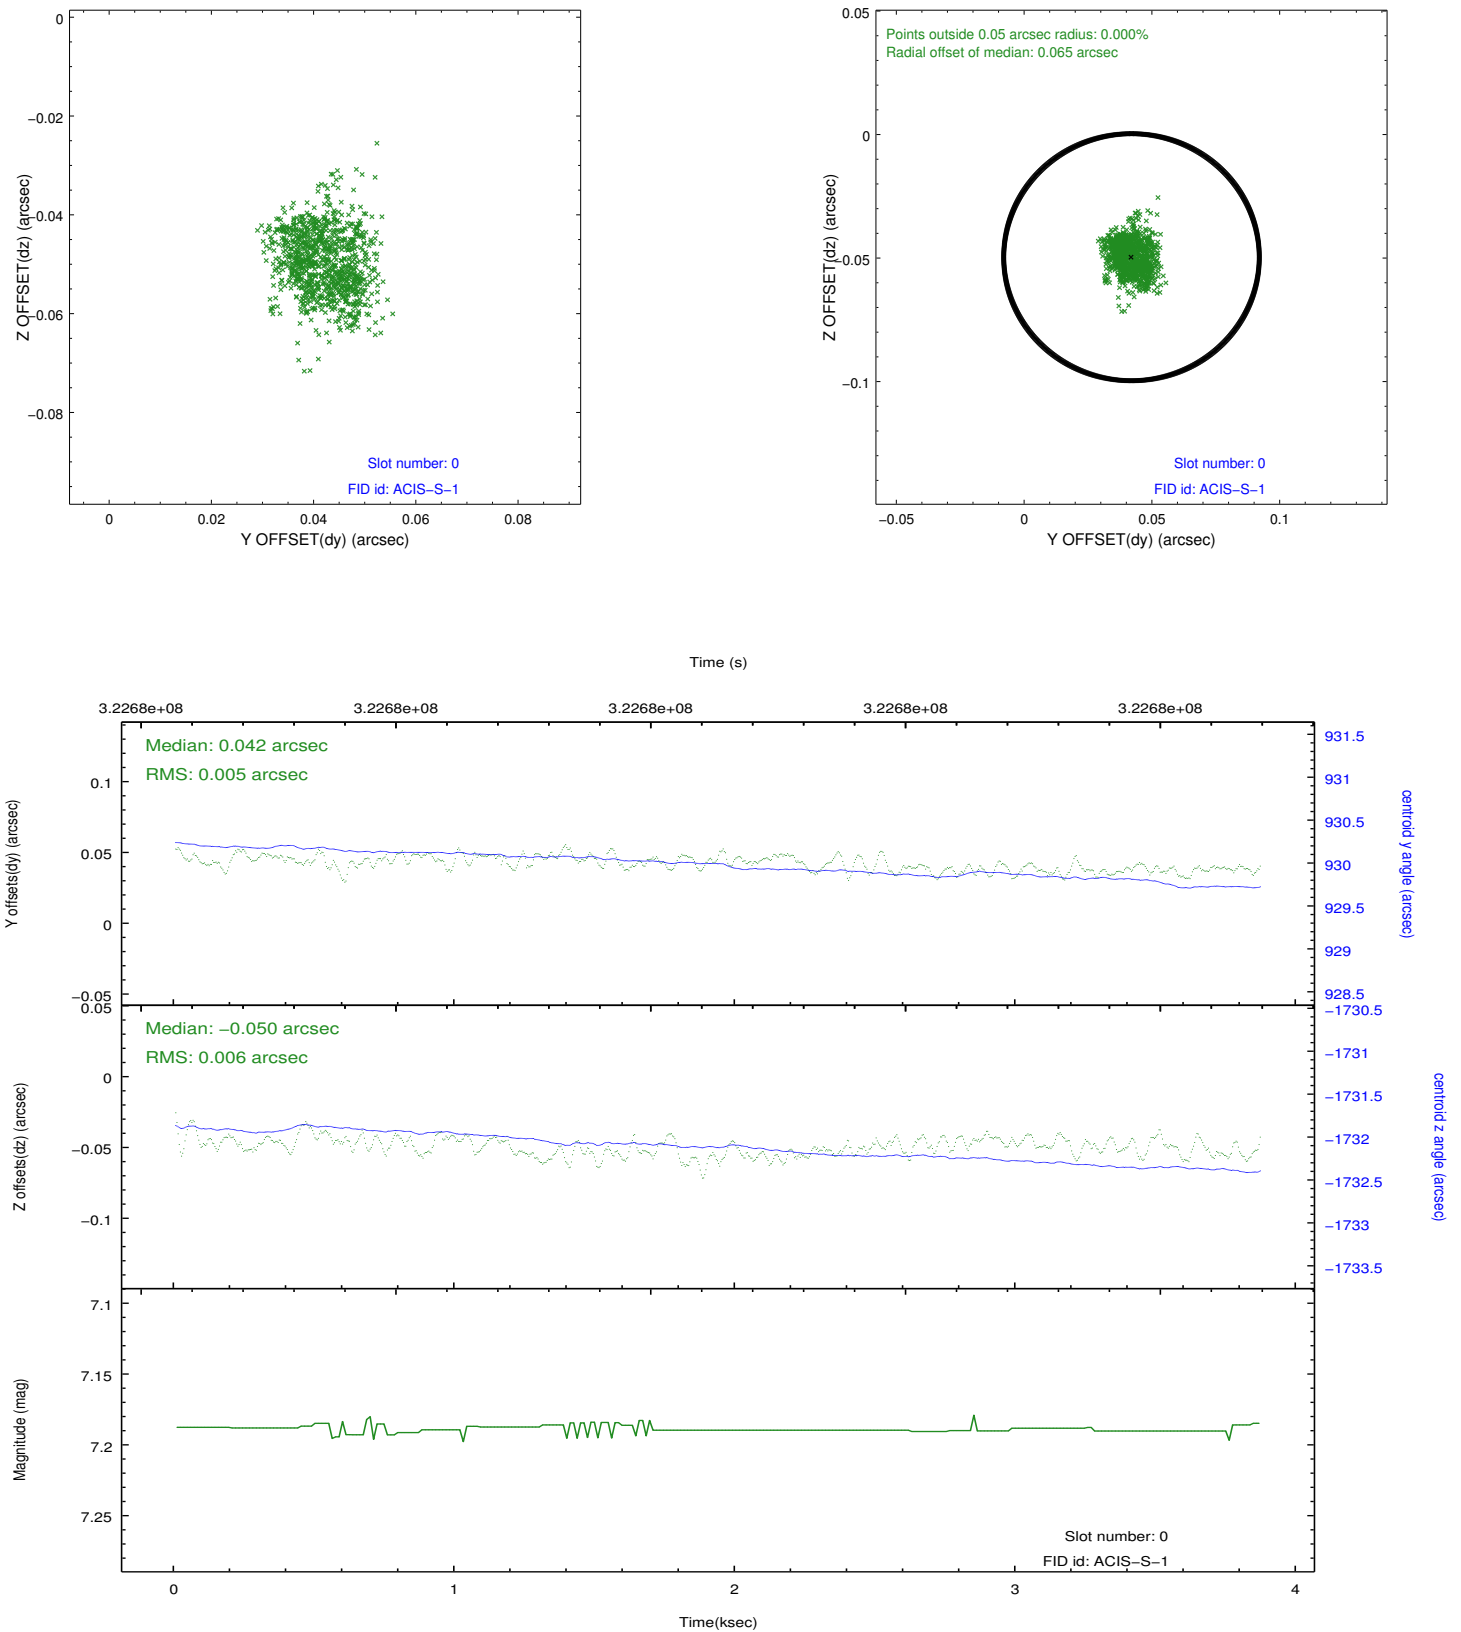 0
−0.02
−0.04
−0.06
−0.08
Z OFFSET(dz) (arcsec)
Slot number: 0
FID id: ACIS−S−1
0
0.02
0.04
0.06
0.08
Y OFFSET(dy) (arcsec)
Points outside 0.05 arcsec radius: 0.000%
Radial offset of median: 0.065 arcsec
0.05
0
−0.05
−0.1
Z OFFSET(dz) (arcsec)
Slot number: 0
FID id: ACIS−S−1
−0.05
0
0.05
0.1
Y OFFSET(dy) (arcsec)
Time (s)
3.2268e+08
3.2268e+08
3.2268e+08
3.2268e+08
3.2268e+08
Median: 0.042 arcsec
RMS: 0.005 arcsec
0.1
0.05
0
−0.05
Y offsets(dy) (arcsec)
931.5
931
930.5
930
929.5
929
928.5
centroid y angle (arcsec)
Median: −0.050 arcsec
RMS: 0.006 arcsec
0.05
0
−0.05
−0.1
Z offsets(dz) (arcsec)
−1730.5
−1731
−1731.5
−1732
−1732.5
−1733
−1733.5
centroid z angle (arcsec)
7.1
7.15
7.2
7.25
Magnitude (mag)
Slot number: 0
FID id: ACIS−S−1
0
1
2
3
4
Time(ksec)